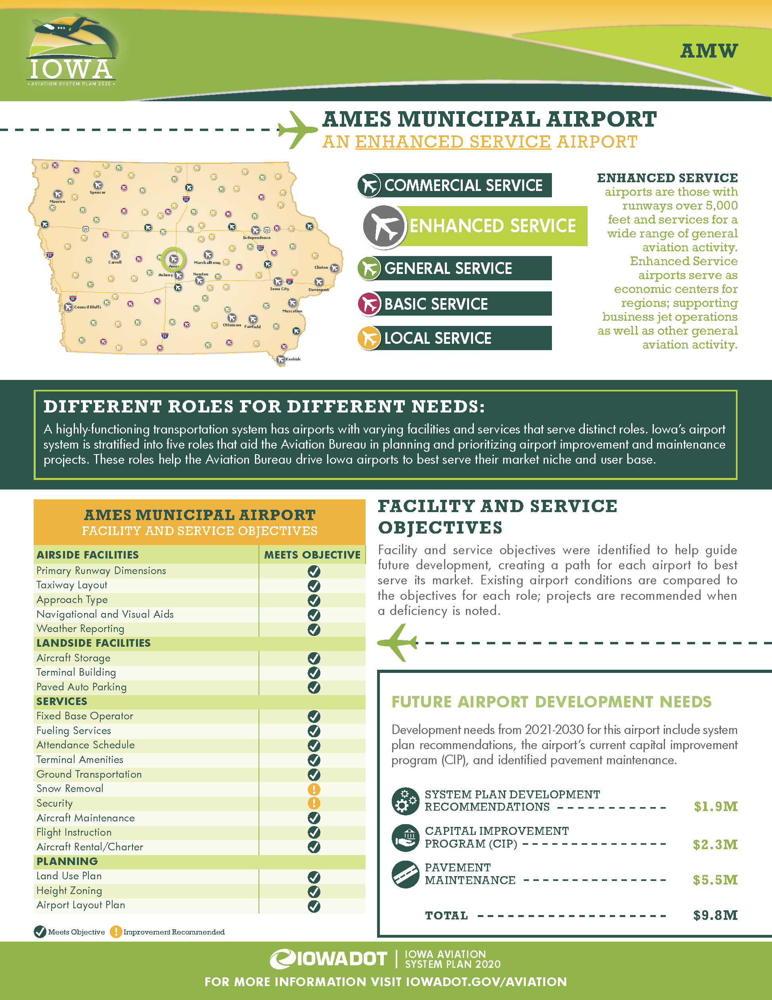 IOWA
• AVIATION SYSTEM PLAN 2020 •
AMW
AMES MUNICIPAL AIRPORT
AN ENHANCED SERVICE AIRPORT
Spencer
Maurice
35
20
20
Independence
380
29
Carroll
Ames
Marshalltown
Clinton
Ankeny
Newton
80
Iowa City
Davenport
80
Council Bluffs
Muscatine
Ottumwa
Fairfield
35
Keokuk
COMMERCIAL SERVICE
ENHANCED SERVICE
GENERAL SERVICE
BASIC SERVICE
LOCAL SERVICE
ENHANCED SERVICE
airports are those with
runways over 5,000
feet and services for a
wide range of general
aviation activity.
Enhanced Service
airports serve as
economic centers for
regions; supporting
business jet operations
as well as other general
aviation activity.
DIFFERENT ROLES FOR DIFFERENT NEEDS:
A highly-functioning transportation system has airports with varying facilities and services that serve distinct roles. Iowa's airport
system is stratified into five roles that aid the Aviation Bureau in planning and prioritizing airport improvement and maintenance
projects. These roles help the Aviation Bureau drive Iowa airports to best serve their market niche and user base.
AMES MUNICIPAL AIRPORT
FACILITY AND SERVICE OBJECTIVES
AIRSIDE FACILITIES MEETS OBJECTIVE
Primary Runway Dimensions
Taxiway Layout
Approach Type
Navigational and Visual Aids
Weather Reporting
LANDSIDE FACILITIES
Aircraft Storage
Terminal Building
Paved Auto Parking
SERVICES
Fixed Base Operator
Fueling Services
Attendance Schedule
Terminal Amenities
Ground Transportation
Snow Removal
Security
Aircraft Maintenance
Flight Instruction
Aircraft Rental/Charter
PLANNING
Land Use Plan
Height Zoning
Airport Layout Plan
Meets Objective ! Improvement Recommended
FACILITY AND SERVICE
OBJECTIVES
Facility and service objectives were identified to help guide
future development, creating a path for each airport to best
serve its market. Existing airport conditions are compared to
the objectives for each role; projects are recommended when
a deficiency is noted.
FUTURE AIRPORT DEVELOPMENT NEEDS
Development needs from 2021-2030 for this airport include system
plan recommendations, the airport's current capital improvement
program (CIP), and identified pavement maintenance.
SYSTEM PLAN DEVELOPMENT
RECOMMENDATIONS $1.9M
CAPITAL IMPROVEMENT
PROGRAM (CIP) $2.3M
PAVEMENT
MAINTENANCE $5.5M
TOTAL $9.8M
IOWADOT
IOWA AVIATION
SYSTEM PLAN 2020
FOR MORE INFORMATION VISIT IOWADOT.GOV/AVIATION